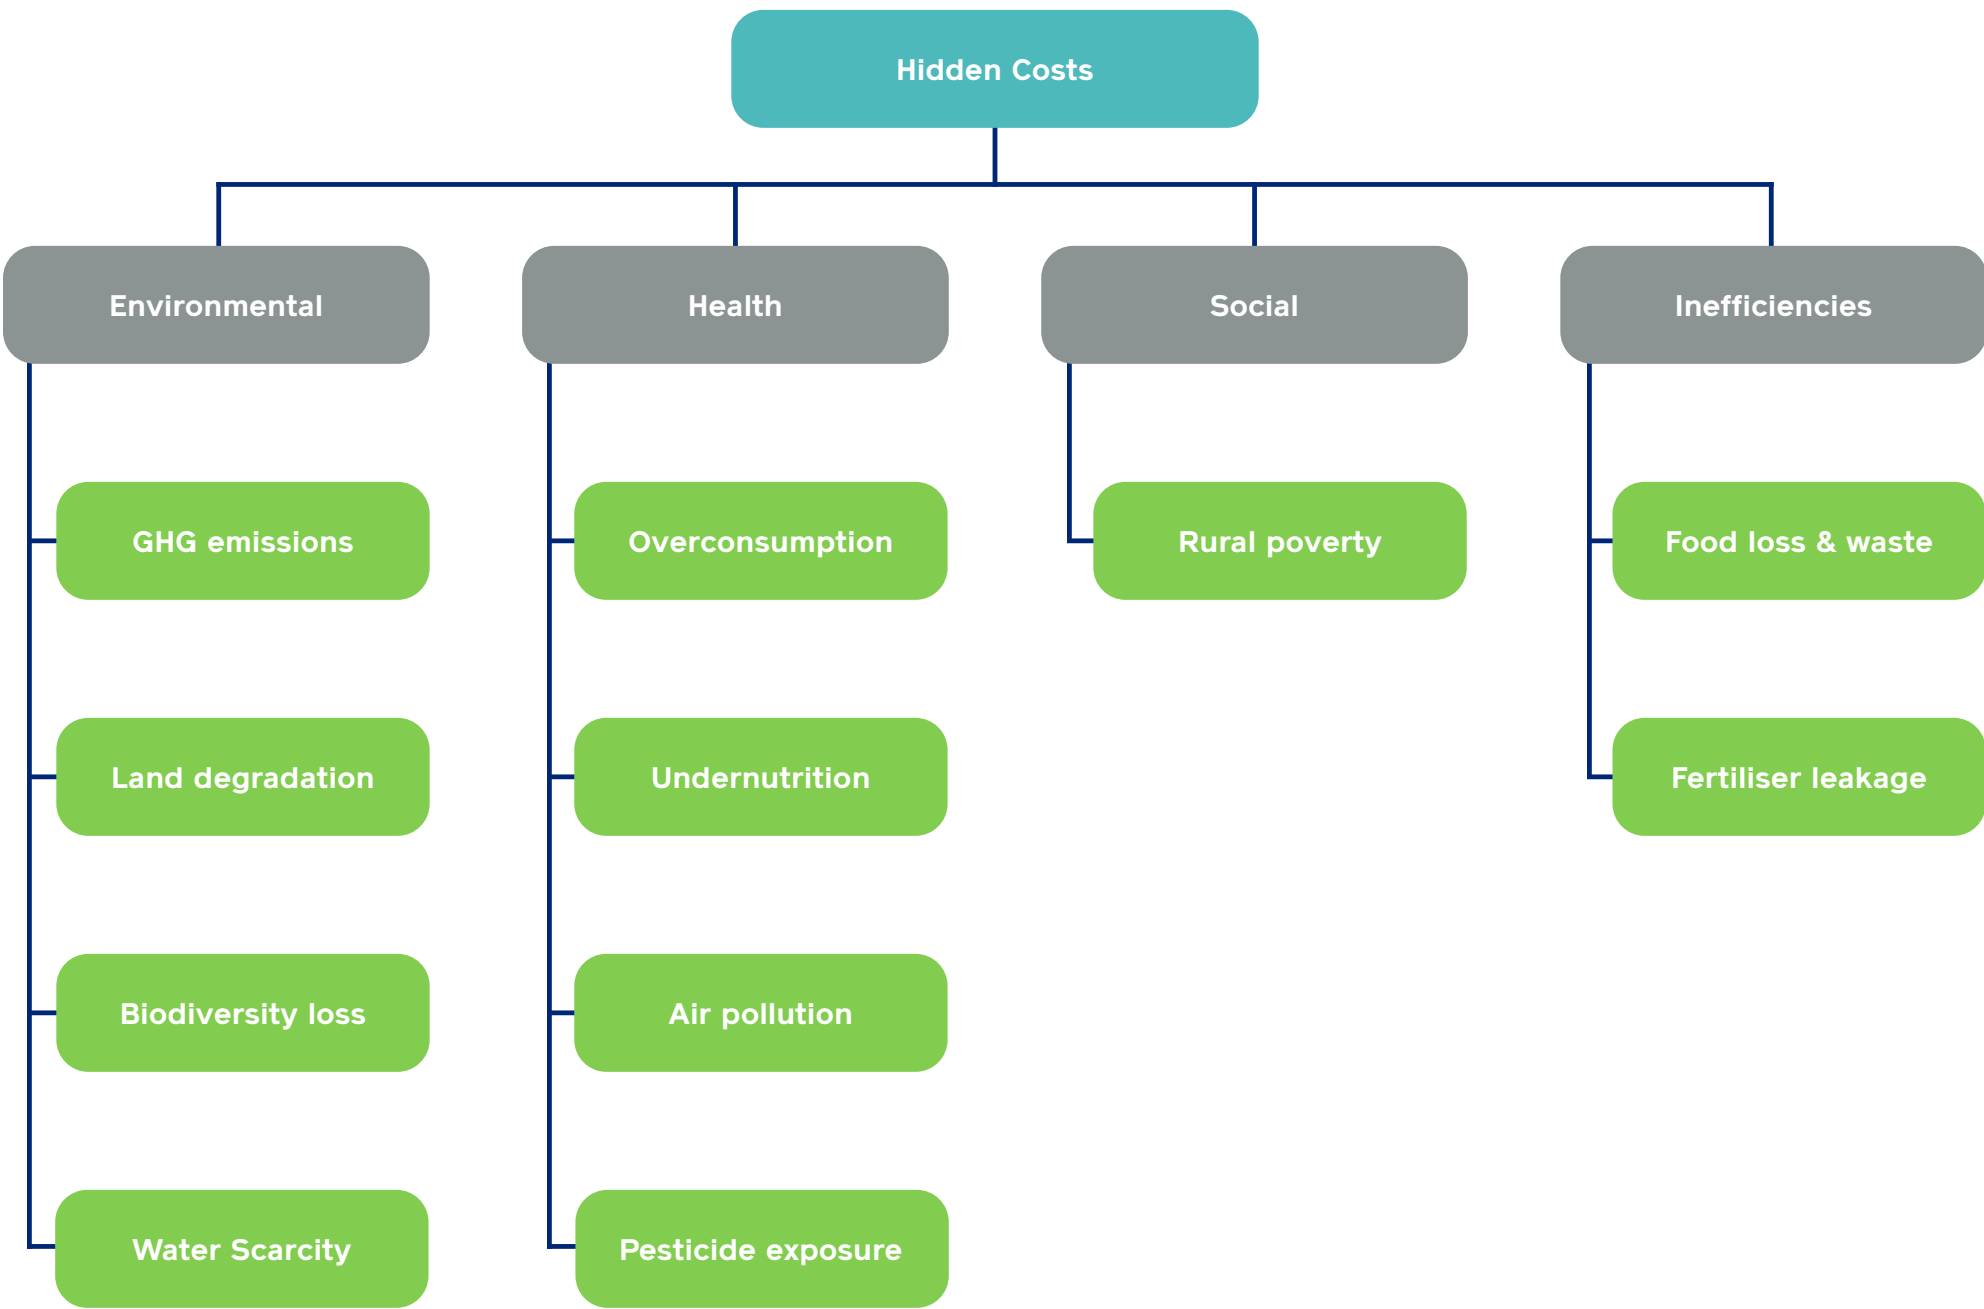 Hidden Costs
Environmental
Health
Social
Inefficiencies
GHG emissions
Overconsumption
Rural poverty
Food loss & waste
Land degradation
Undernutrition
Fertiliser leakage
Biodiversity loss
Air pollution
Water Scarcity
Pesticide exposure